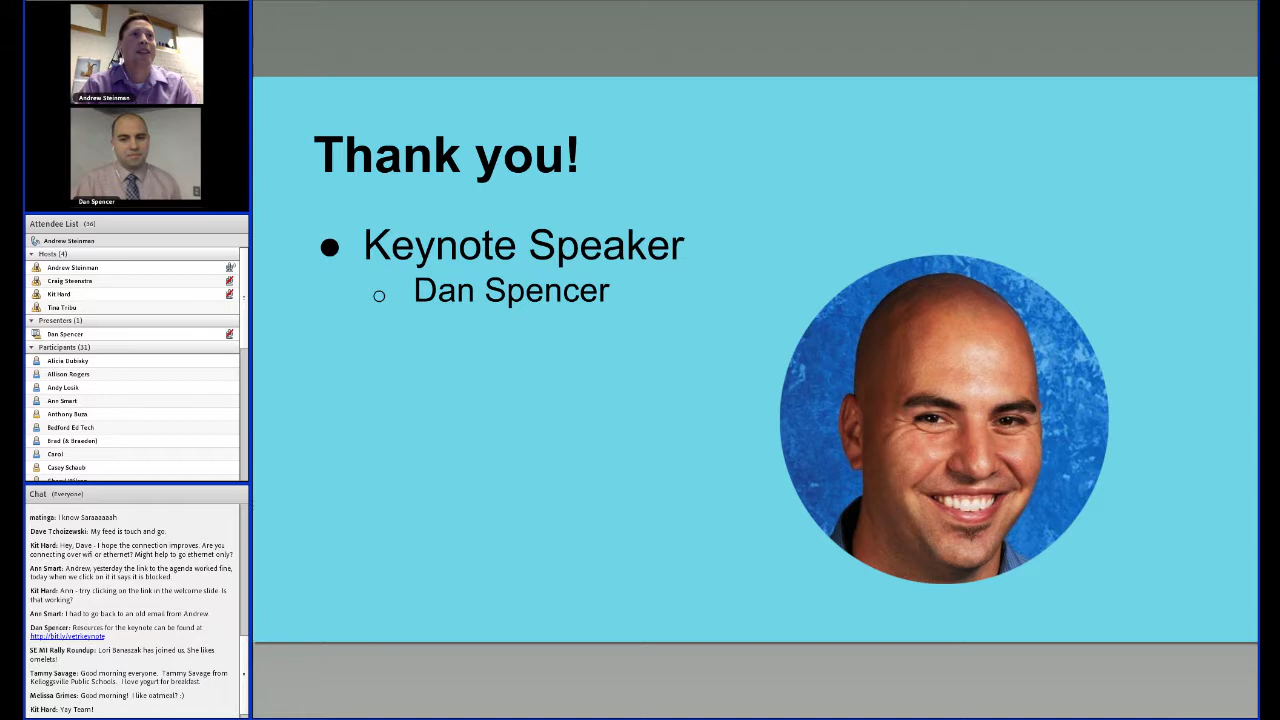 Andrew Steinman
Dan Spencer
Attendee List (36)
Andrew Steinman
Hosts (4)
Andrew Steinman
Craig Steenstra
Kit Hard
Tina Tribu
Presenters (1)
Dan Spencer
Participants (31)
Alicia Dubisky
Allison Rogers
Andy Losik
Ann Smart
Anthony Buza
Bedford Ed Tech
Brad (& Braeden)
Carol
Casey Schaub
Chat (Everyone)
matinga: I know Saraaaaaah
Dave Tchoizewski: My feed is touch and go.
Kit Hard: Hey, Dave - I hope the connection improves. Are you
connecting over wifi or ethernet? Might help to go ethernet only?
Ann Smart: Andrew, yesterday the link to the agenda worked fine,
today when we click on it it says it is blocked.
Kit Hard: Ann - trry clicking on the link in the welcome slide. Is
that working?
Ann Smart: I had to go back to an old email from Andrew.
Dan Spencer: Resources for the keynote can be found at
http://bit.ly/vetrkeynote
SE MI Rally Roundup: Lori Banaszak has joined us. She likes
omelets!
Tammy Savage: Good morning everyone. Tammy Savage from
Kelloggsville Public Schools. I love yogurt for breakfast.
Melissa Grimes: Good morning! I like oatmeal? :)
Kit Hard: Yay Team!
Thank you!
● Keynote Speaker
○ Dan Spencer